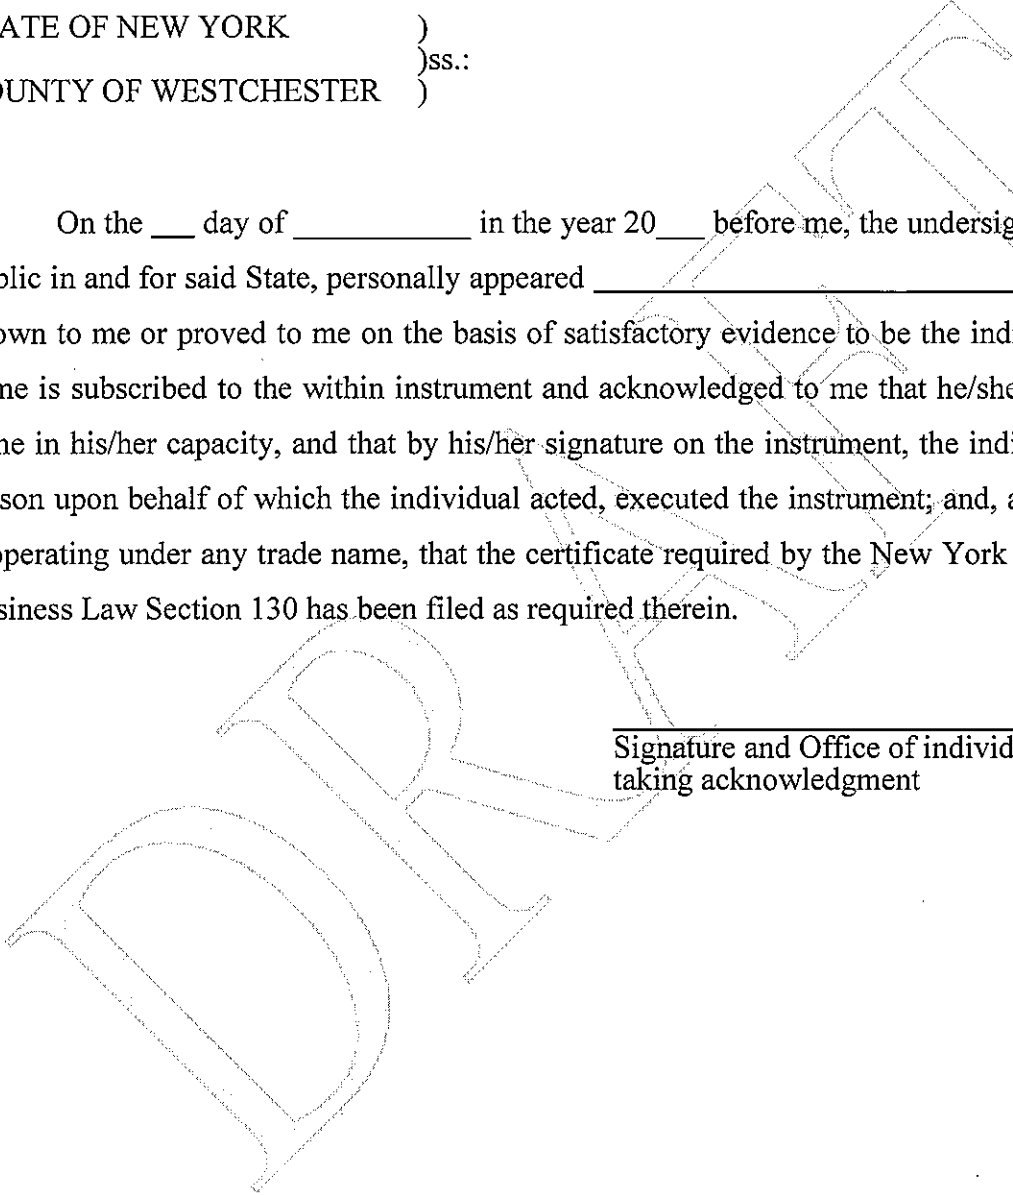 ATE OF NEW YORK )
)ss.:
OUNTY OF WESTCHESTER )
On the ___ day of ___________ in the year 20___ before me, the undersig
blic in and for said State, personally appeared ___________________________
own to me or proved to me on the basis of satisfactory evidence to be the indi
me is subscribed to the within instrument and acknowledged to me that he/she
me in his/her capacity, and that by his/her signature on the instrument, the indi
son upon behalf of which the individual acted, executed the instrument; and, a
operating under any trade name, that the certificate required by the New York
siness Law Section 130 has been filed as required therein.
Signature and Office of individ
taking acknowledgment
DRAFT